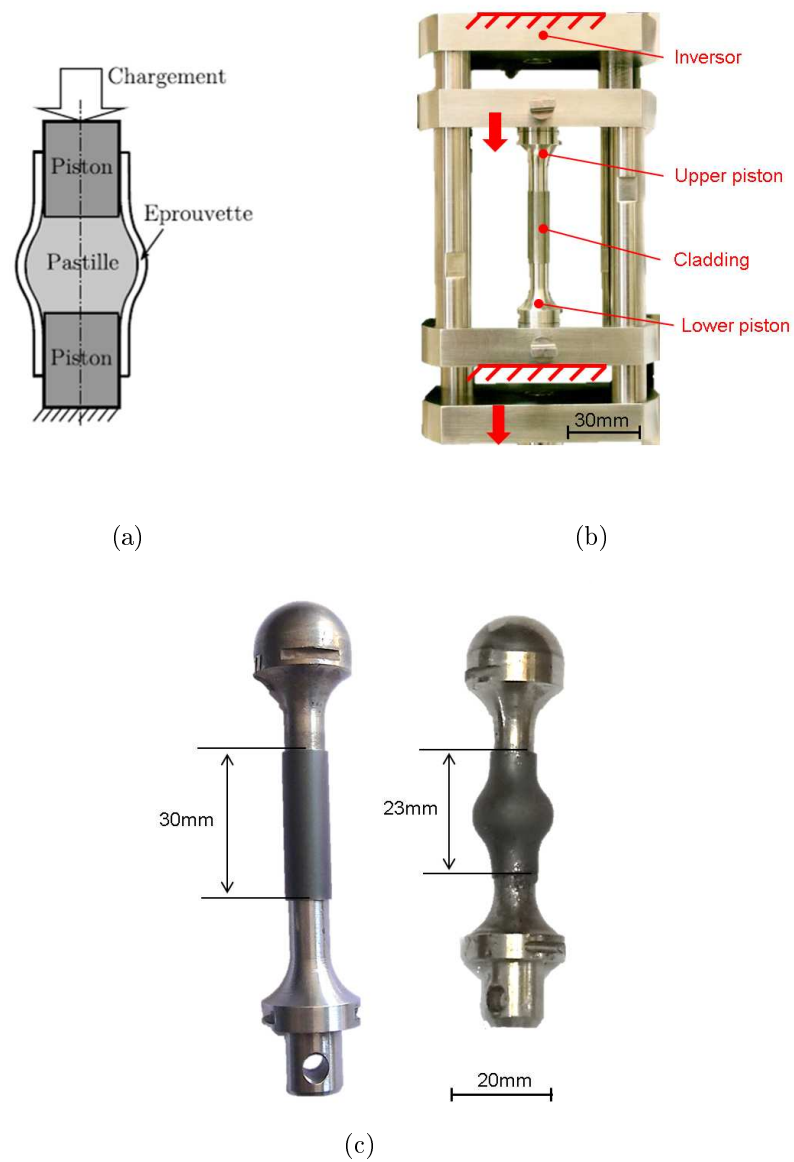 Chargement
Piston
Eprouvette
Pastille
Piston
Inversor
Upper piston
Cladding
Lower piston
30mm
(a)
(b)
30mm
23mm
20mm
(c)